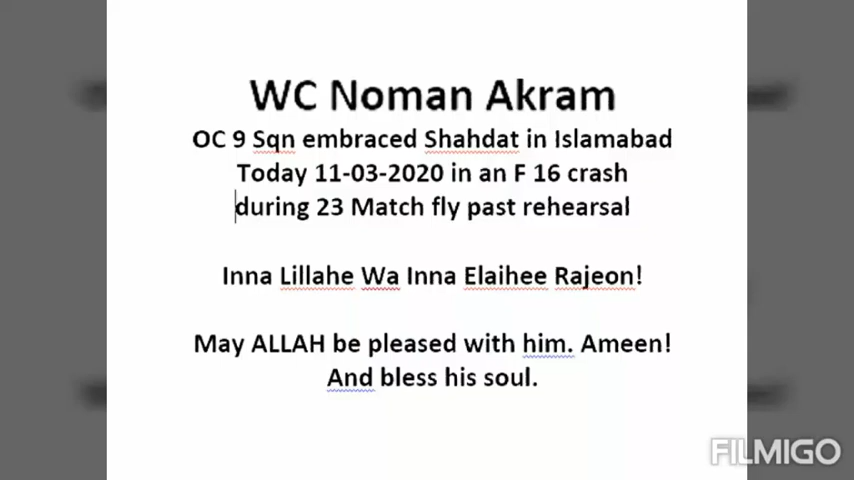 WC Noman Akram
OC 9 Sqn embraced Shahdat in Islamabad
Today 11-03-2020 in an F 16 crash
during 23 Match fly past rehearsal
Inna Lillahe Wa Inna Elaihee Rajeon!
May ALLAH be pleased with him. Ameen!
And bless his soul.
FILMIGO